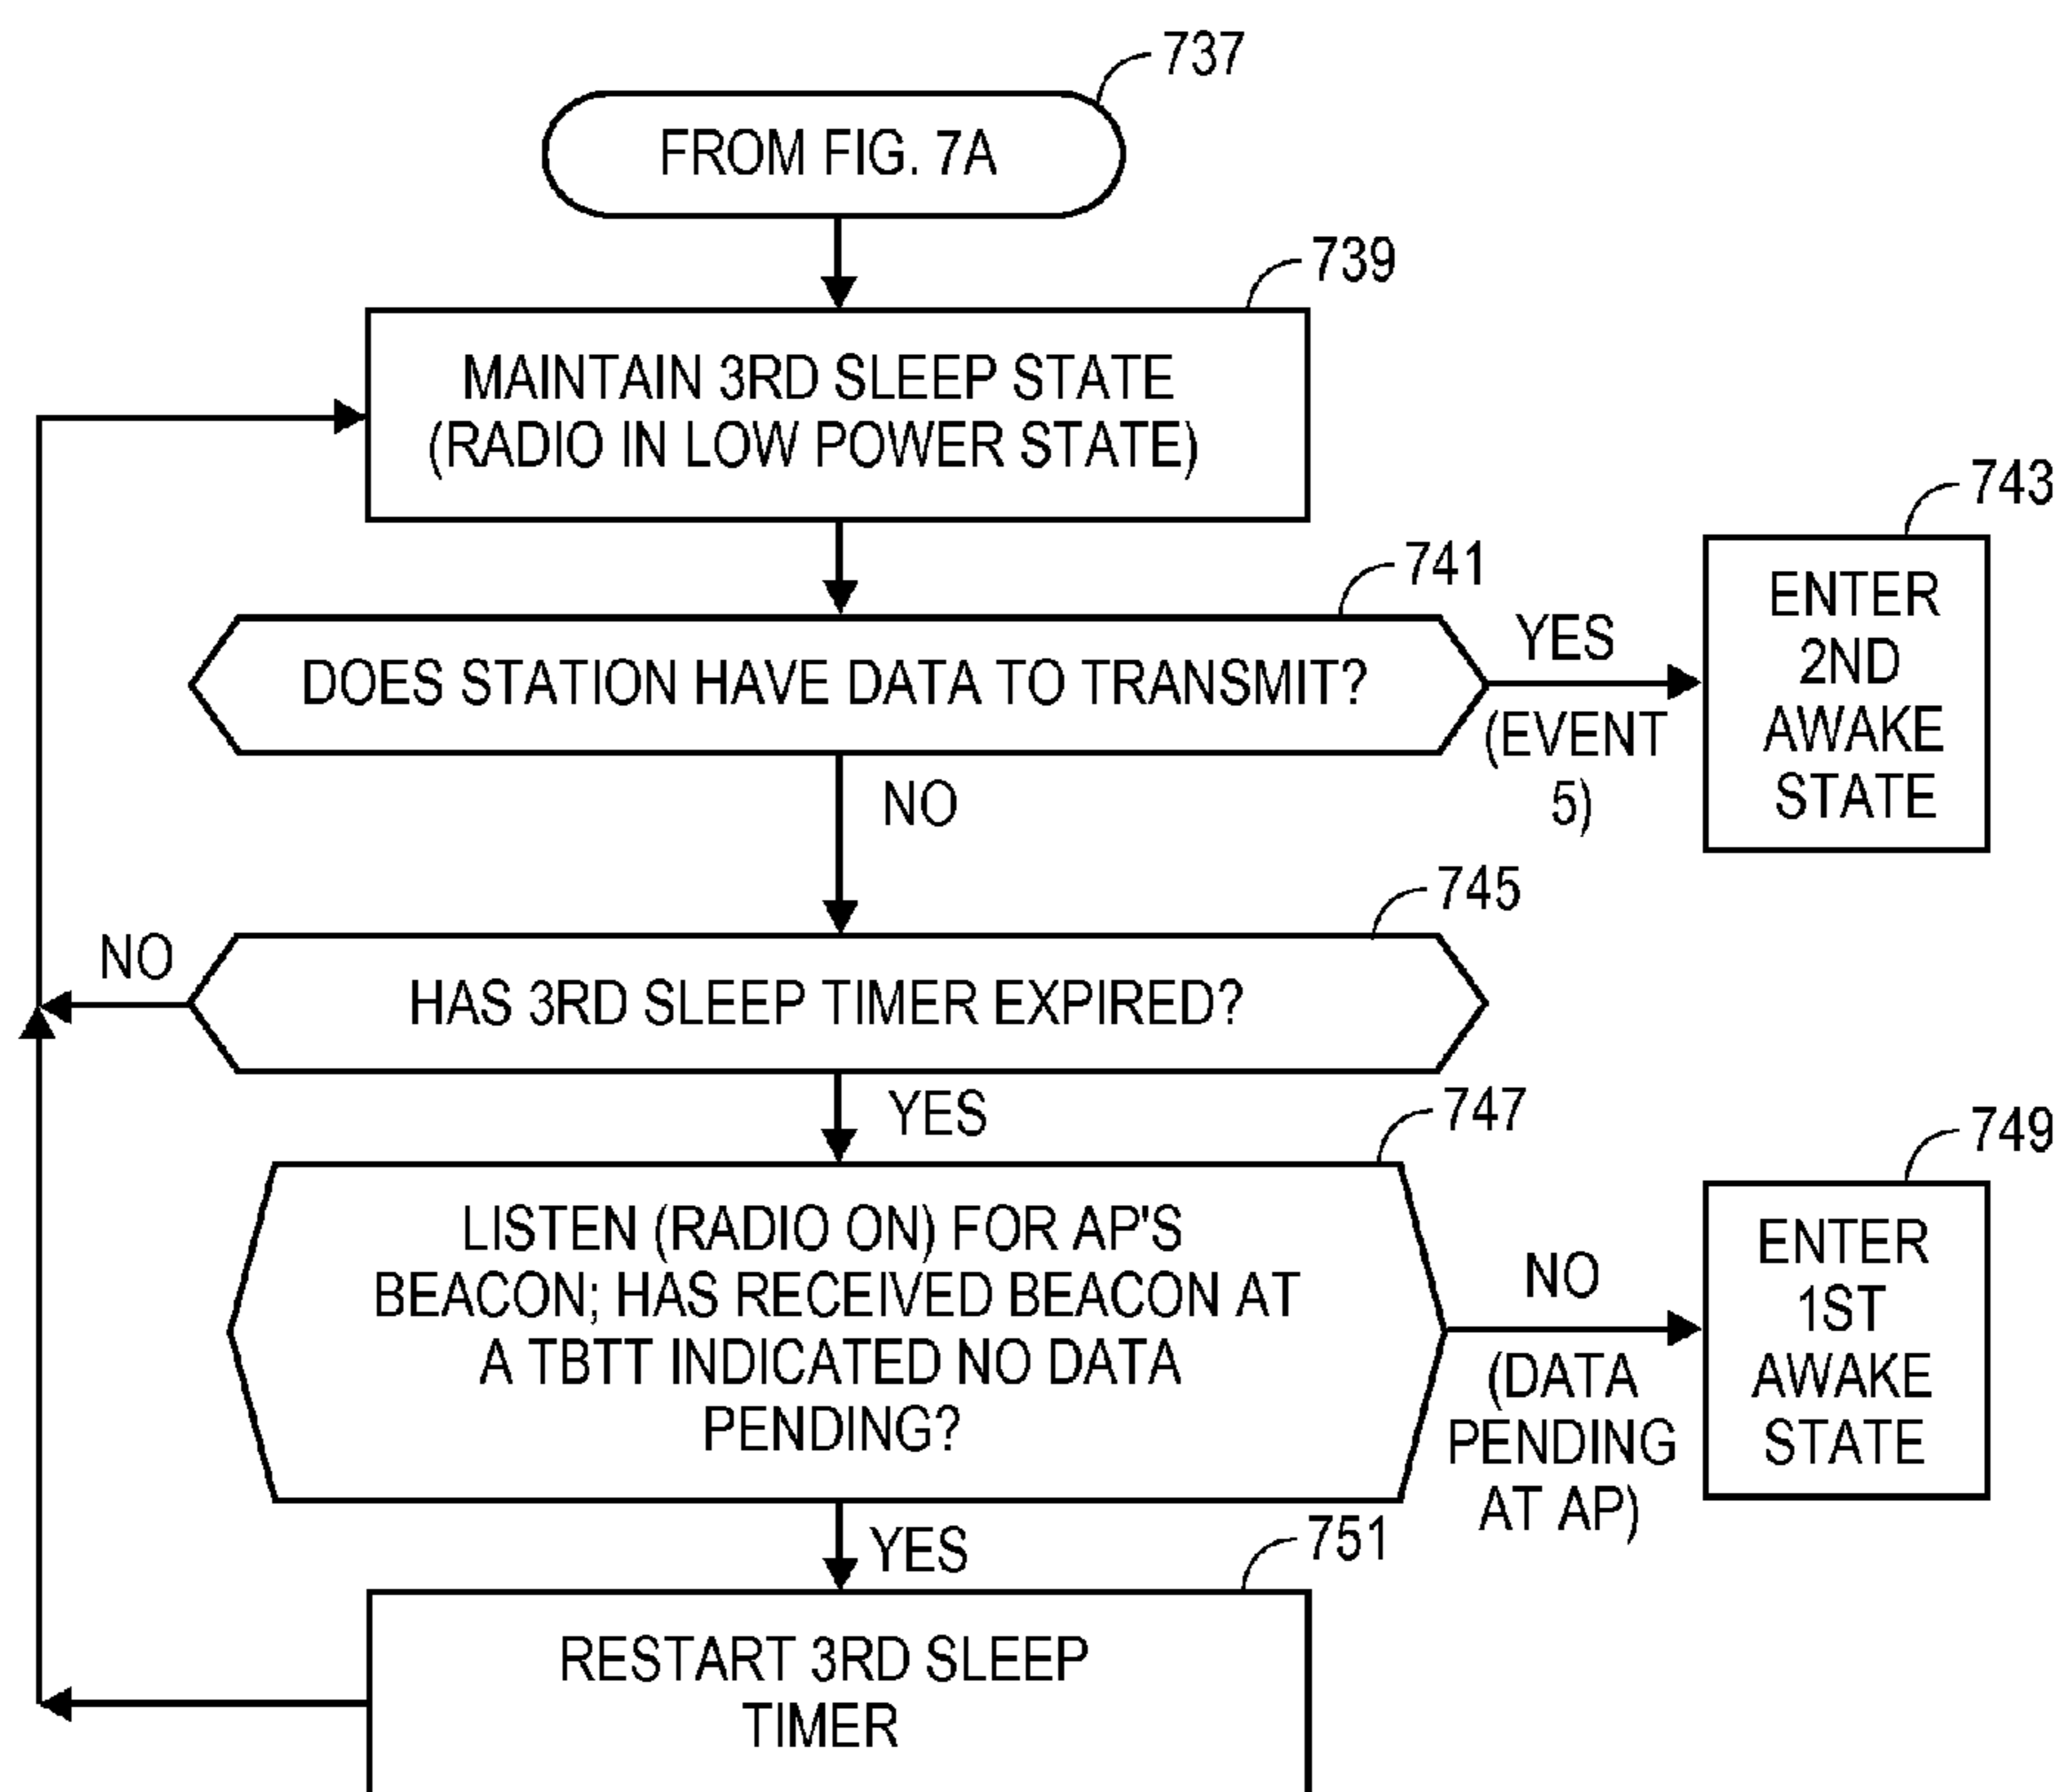 737
FROM FIG. 7A
739
MAINTAIN 3RD SLEEP STATE
(RADIO IN LOW POWER STATE)
741
DOES STATION HAVE DATA TO TRANSMIT?
YES
(EVENT
5)
743
ENTER
2ND
AWAKE
STATE
NO
745
HAS 3RD SLEEP TIMER EXPIRED?
NO
YES
747
LISTEN (RADIO ON) FOR AP'S
BEACON; HAS RECEIVED BEACON AT
A TBTT INDICATED NO DATA
PENDING?
NO
(DATA
PENDING
AT AP)
749
ENTER
1ST
AWAKE
STATE
YES
751
RESTART 3RD SLEEP
TIMER